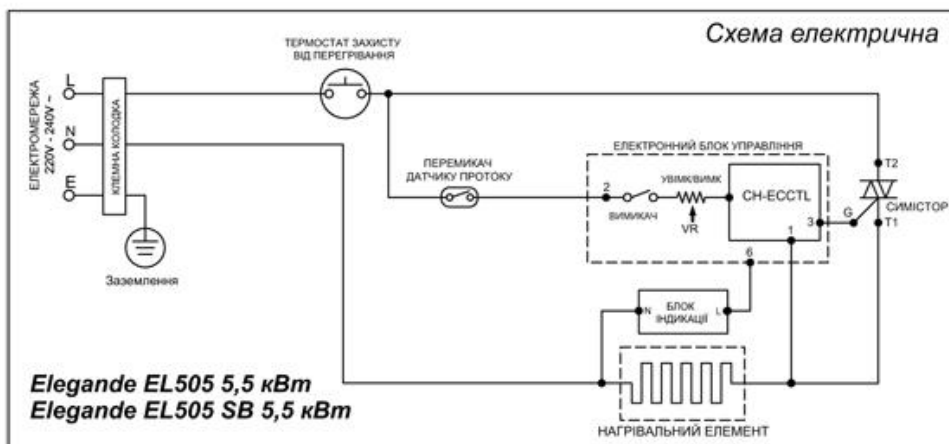 Схема електрична
ТЕРМОСТАТ ЗАХИСТУ
ВІД ПЕРЕГРІВАННЯ
ЕЛЕКТРОМЕРЕЖА
220V - 240V ~
L
N
E
КЛЕМНА КОЛОДКА
Заземлення
ПЕРЕМИКАЧ
ДАТЧИКУ ПРОТОКУ
ЕЛЕКТРОННИЙ БЛОК УПРАВЛІННЯ
2
УВІМК/ВИМК
ВИМИКАЧ
VR
CH-ECCTL
1
3
G
T2
СИМІСТОР
T1
6
N
БЛОК
ІНДИКАЦІЇ
L
НАГРІВАЛЬНИЙ ЕЛЕМЕНТ
Elegande EL505 5,5 кВт
Elegande EL505 SB 5,5 кВт